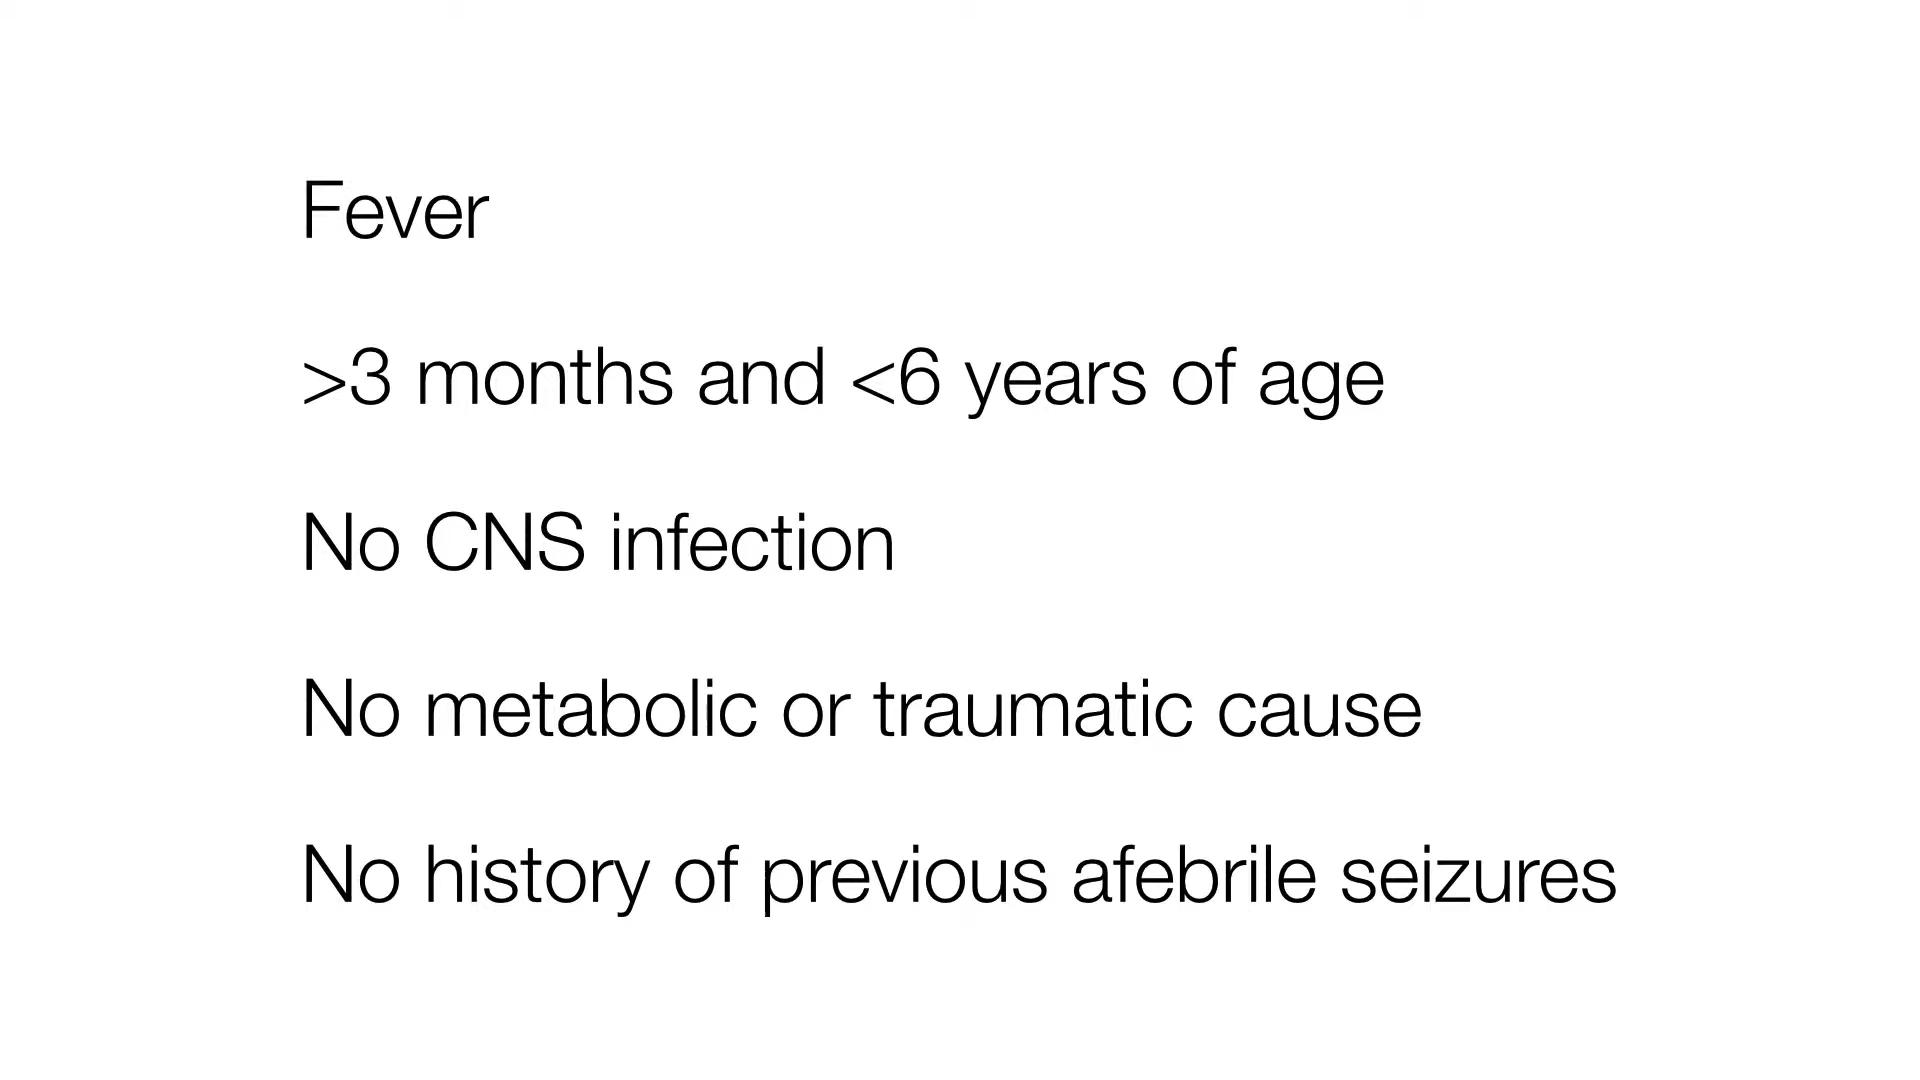 Fever
>3 months and <6 years of age
No CNS infection
No metabolic or traumatic cause
No history of previous afebrile seizures